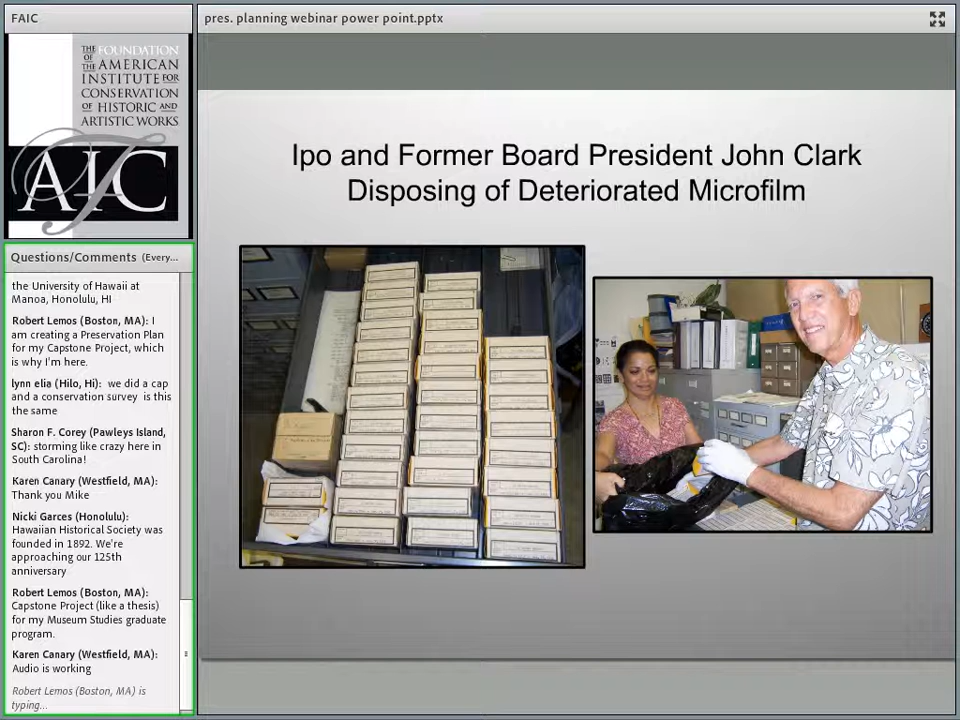 FAIC
pres. planning webinar power point.pptx
THE FOUNDATION
OF THE AMERICAN
INSTITUTE FOR
CONSERVATION
OF HISTORIC AND
ARTISTIC WORKS
AIC
Questions/Comments (Every...
the University of Hawaii at
Manoa, Honolulu, HI
Robert Lemos (Boston, MA): I
am creating a Preservation Plan
for my Capstone Project, which
is why I'm here.
lynn elia (Hilo, Hi): we did a cap
and a conservation survey is this
the same
Sharon F. Corey (Pawleys Island,
SC): storming like crazy here in
South Carolina!
Karen Canary (Westfield, MA):
Thank you Mike
Nicki Garces (Honolulu):
Hawaiian Historical Society was
founded in 1892. We're
approaching our 125th
anniversary
Robert Lemos (Boston, MA):
Capstone Project (like a thesis)
for my Museum Studies graduate
program.
Karen Canary (Westfield, MA):
Audio is working
Robert Lemos (Boston, MA) is
typing...
Ipo and Former Board President John Clark
Disposing of Deteriorated Microfilm